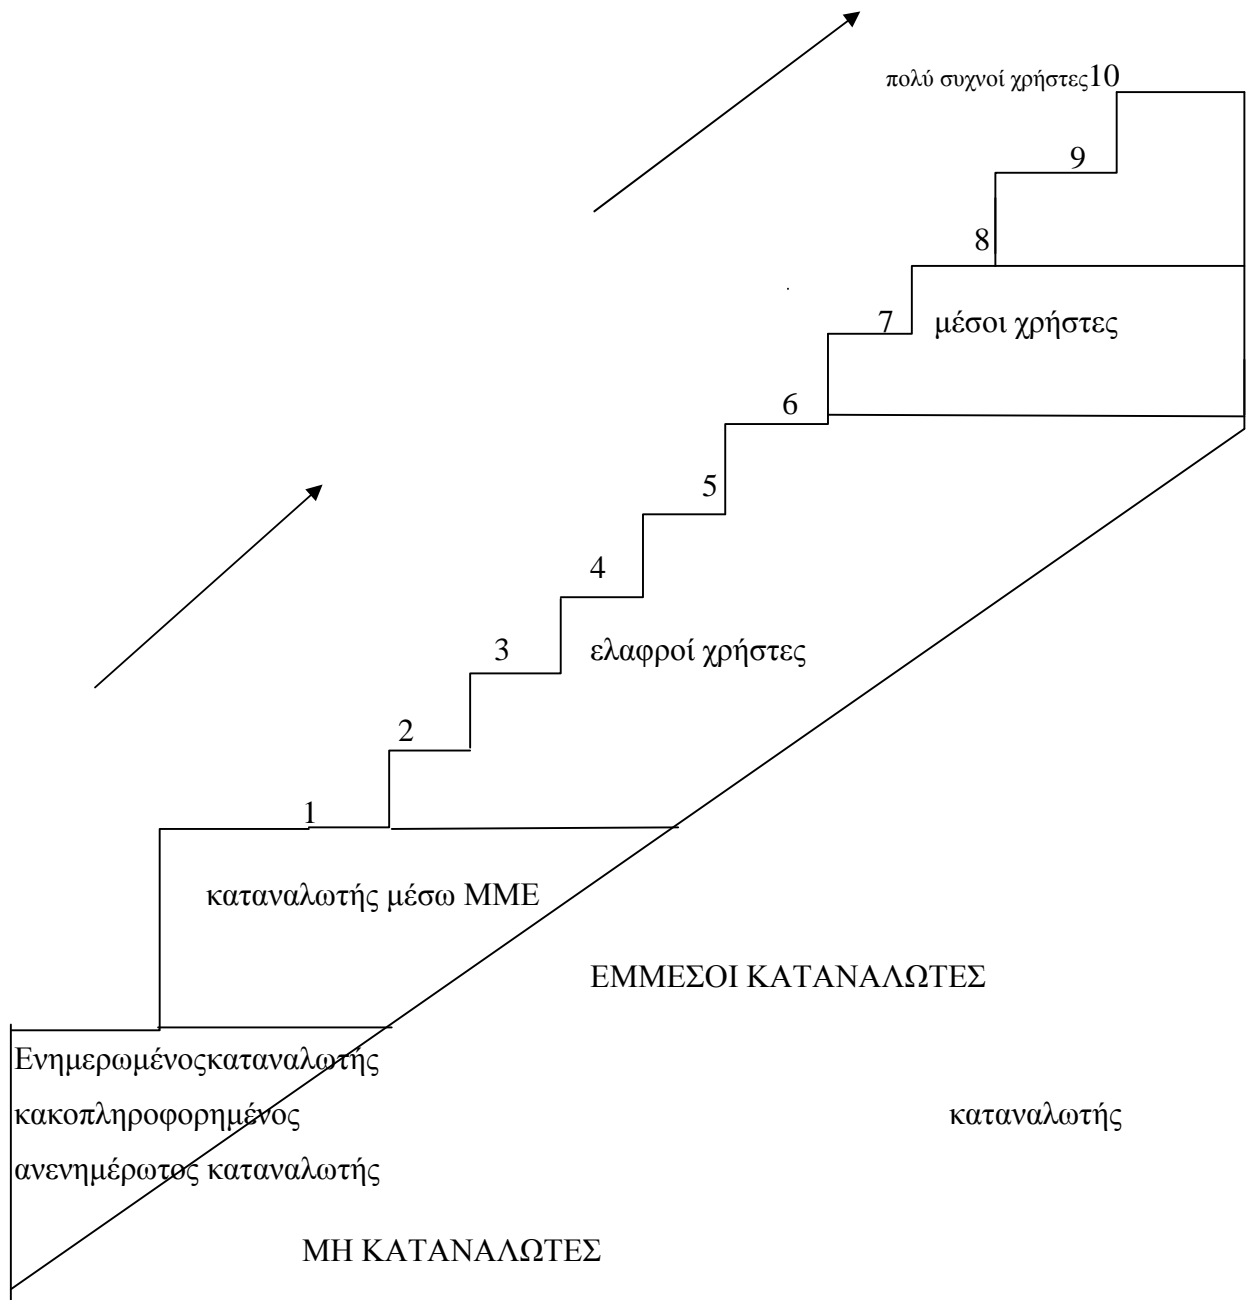 πολύ συχνοί χρήστες10
9
8
7 μέσοι χρήστες
6
5
4
3 ελαφροί χρήστες
2
1
καταναλωτής μέσω ΜΜΕ
ΕΜΜΕΣΟΙ ΚΑΤΑΝΑΛΩΤΕΣ
Ενημερωμένοςκαταναλωτής
κακοπληροφορημένος καταναλωτής
ανενημέρωτος καταναλωτής
ΜΗ ΚΑΤΑΝΑΛΩΤΕΣ